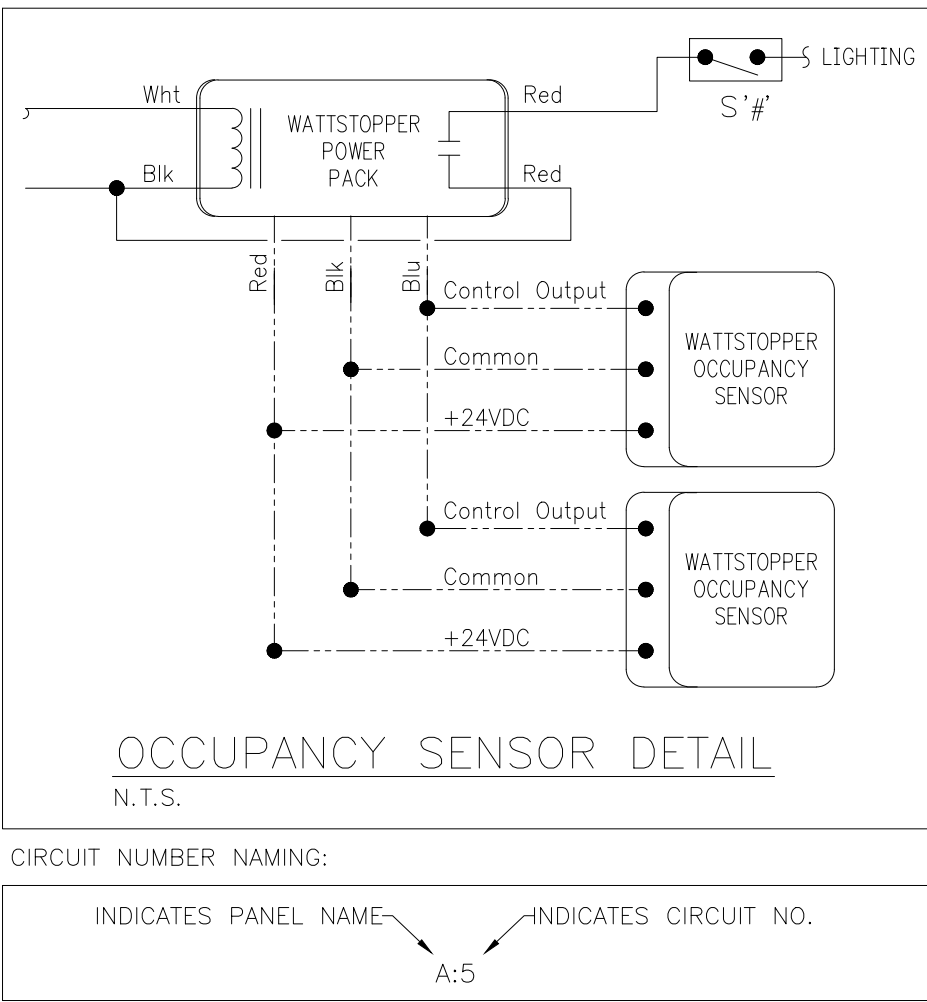 LIGHTING
S'#'
Wht
Red
WATTSTOPPER
POWER
PACK
Blk
Red
Red
Blk
Blu
Control Output
Common
+24VDC
WATTSTOPPER
OCCUPANCY
SENSOR
Control Output
Common
+24VDC
WATTSTOPPER
OCCUPANCY
SENSOR
OCCUPANCY SENSOR DETAIL
N.T.S.
CIRCUIT NUMBER NAMING:
INDICATES PANEL NAME
INDICATES CIRCUIT NO.
A:5